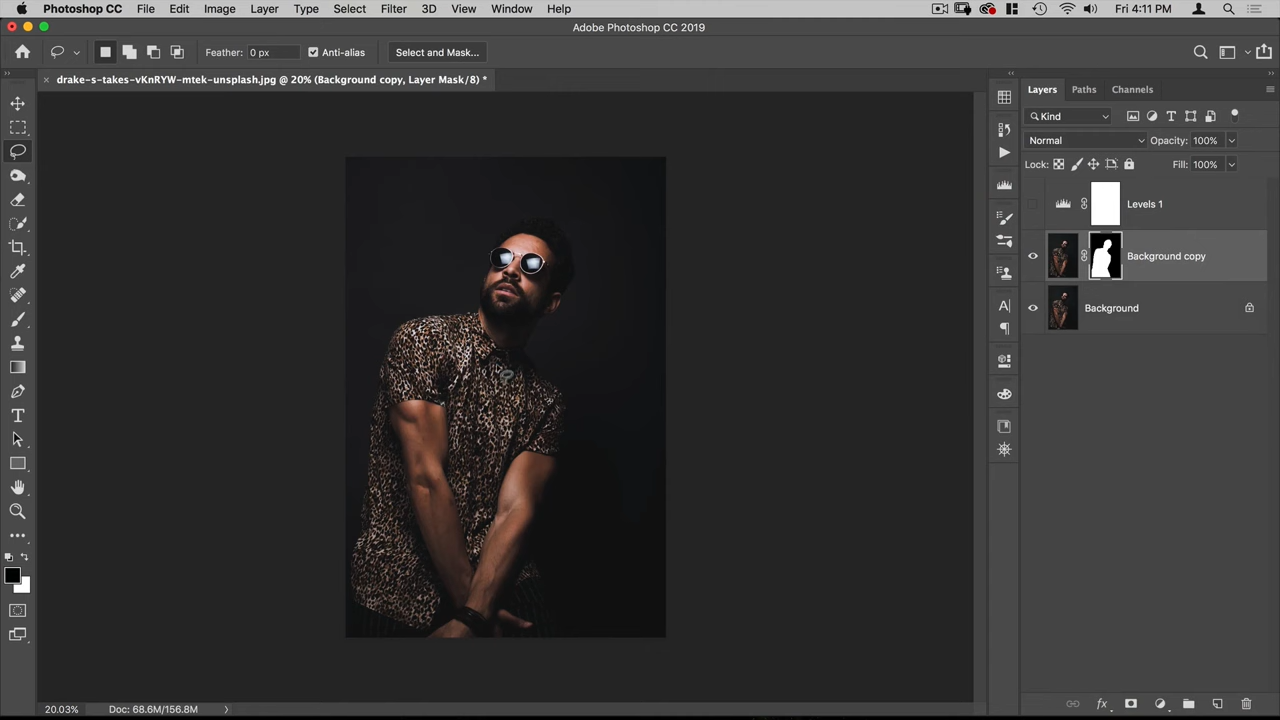 Photoshop CC File Edit Image Layer Type Select Filter 3D View Window Help Fri 4:11 PM
Adobe Photoshop CC 2019
Feather: 0 px Anti-alias Select and Mask...
× drake-s-takes-vKnRYW-mtek-unsplash.jpg @ 20% (Background copy, Layer Mask/8) *
Layers Paths Channels
Kind
Normal Opacity: 100%
Lock: Fill: 100%
Levels 1
Background copy
Background
20.03% Doc: 68.6M/156.8M